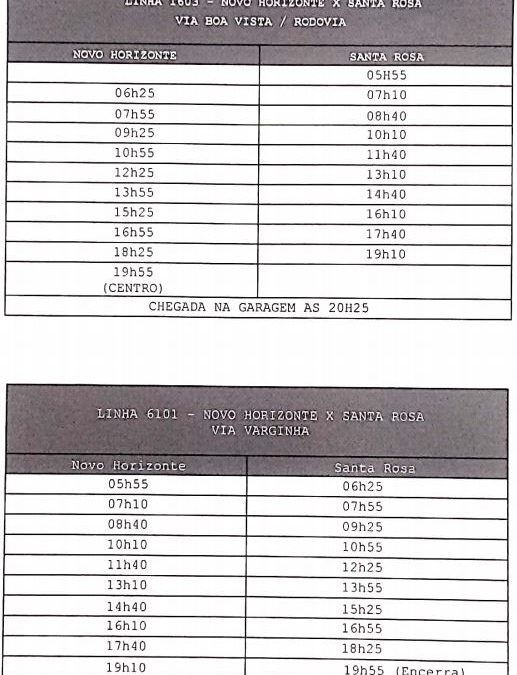 LINHA 1603 - NOVO HORIZONTE X SANTA ROSA
VIA BOA VISTA / RODOVIA
NOVO HORIZONTE SANTA ROSA
05H55
06h25 07h10
07h55 08h40
09h25 10h10
10h55 11h40
12h25 13h10
13h55 14h40
15h25 16h10
16h55 17h40
18h25 19h10
19h55
(CENTRO)
CHEGADA NA GARAGEM AS 20H25
LINHA 6101 - NOVO HORIZONTE X SANTA ROSA
VIA VARGINHA
Novo Horizonte Santa Rosa
05h55 06h25
07h10 07h55
08h40 09h25
10h10 10h55
11h40 12h25
13h10 13h55
14h40 15h25
16h10 16h55
17h40 18h25
19h10 19h55 (Encerra)